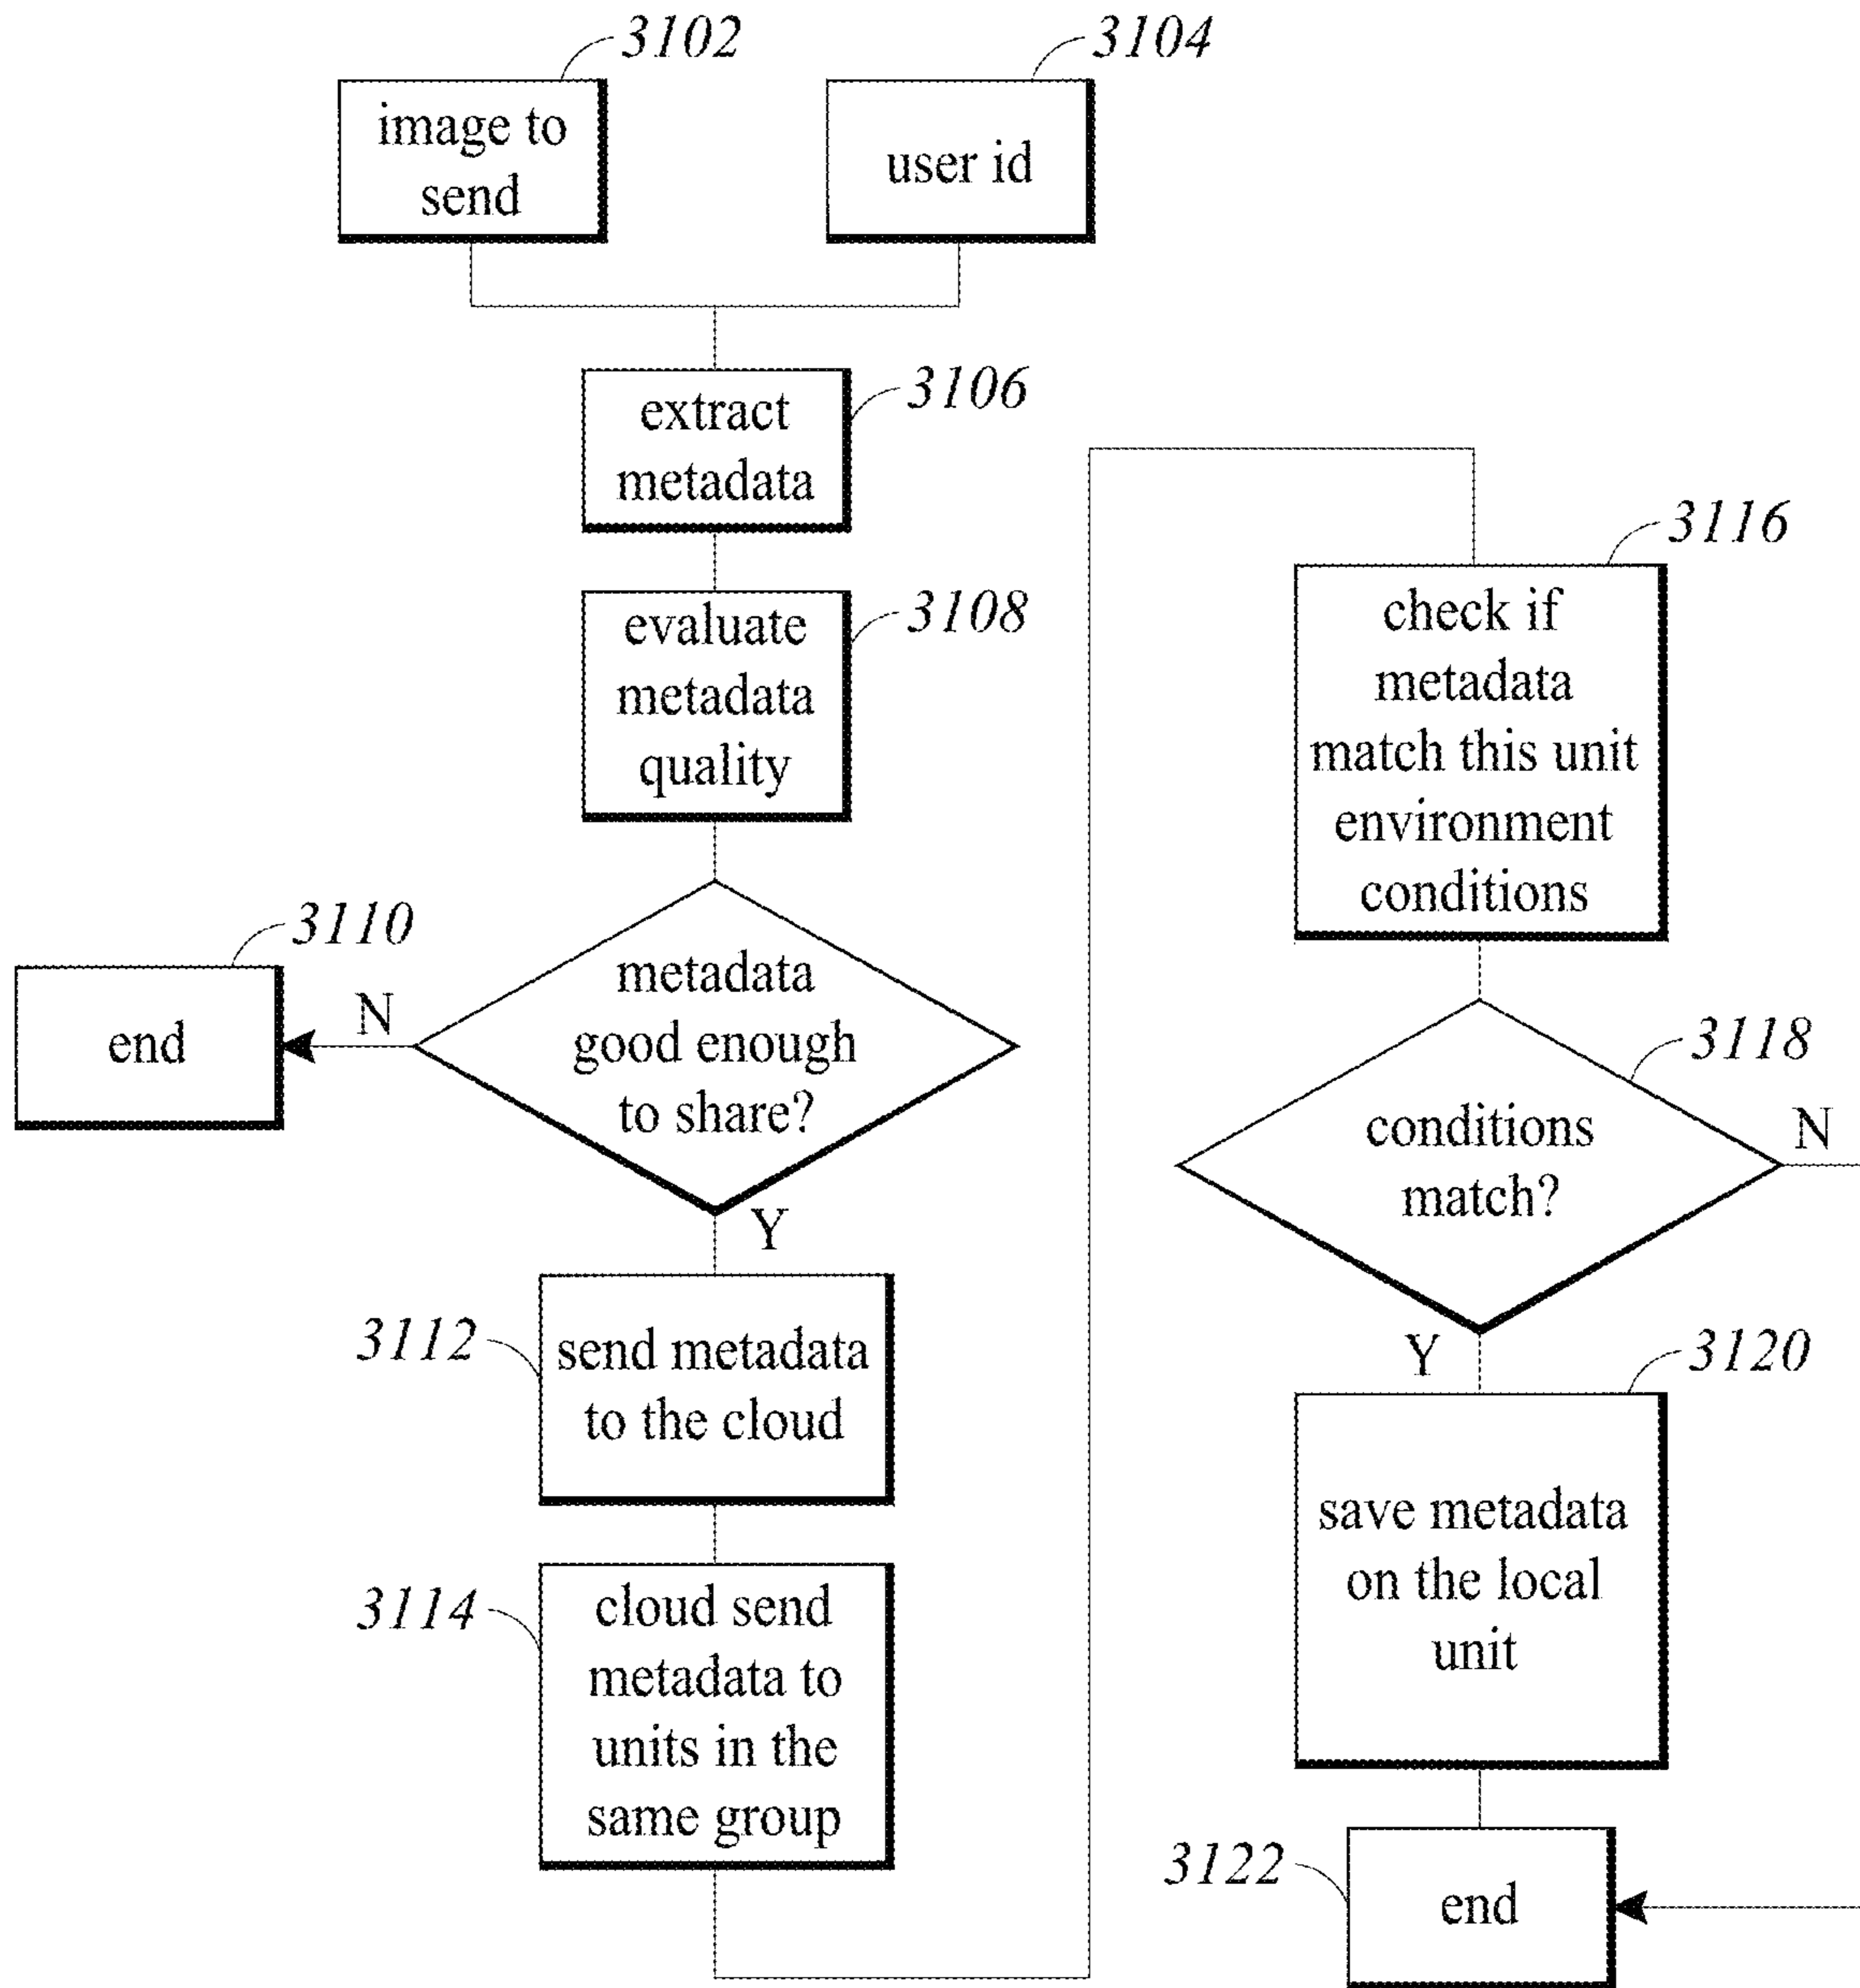 3102
image to
send
3104
user id
3106
extract
metadata
3108
evaluate
metadata
quality
metadata
good enough
to share?
N
3110
end
Y
3112
send metadata
to the cloud
3114
cloud send
metadata to
units in the
same group
3116
check if
metadata
match this unit
environment
conditions
3118
conditions
match?
N
Y
3120
save metadata
on the local
unit
3122
end